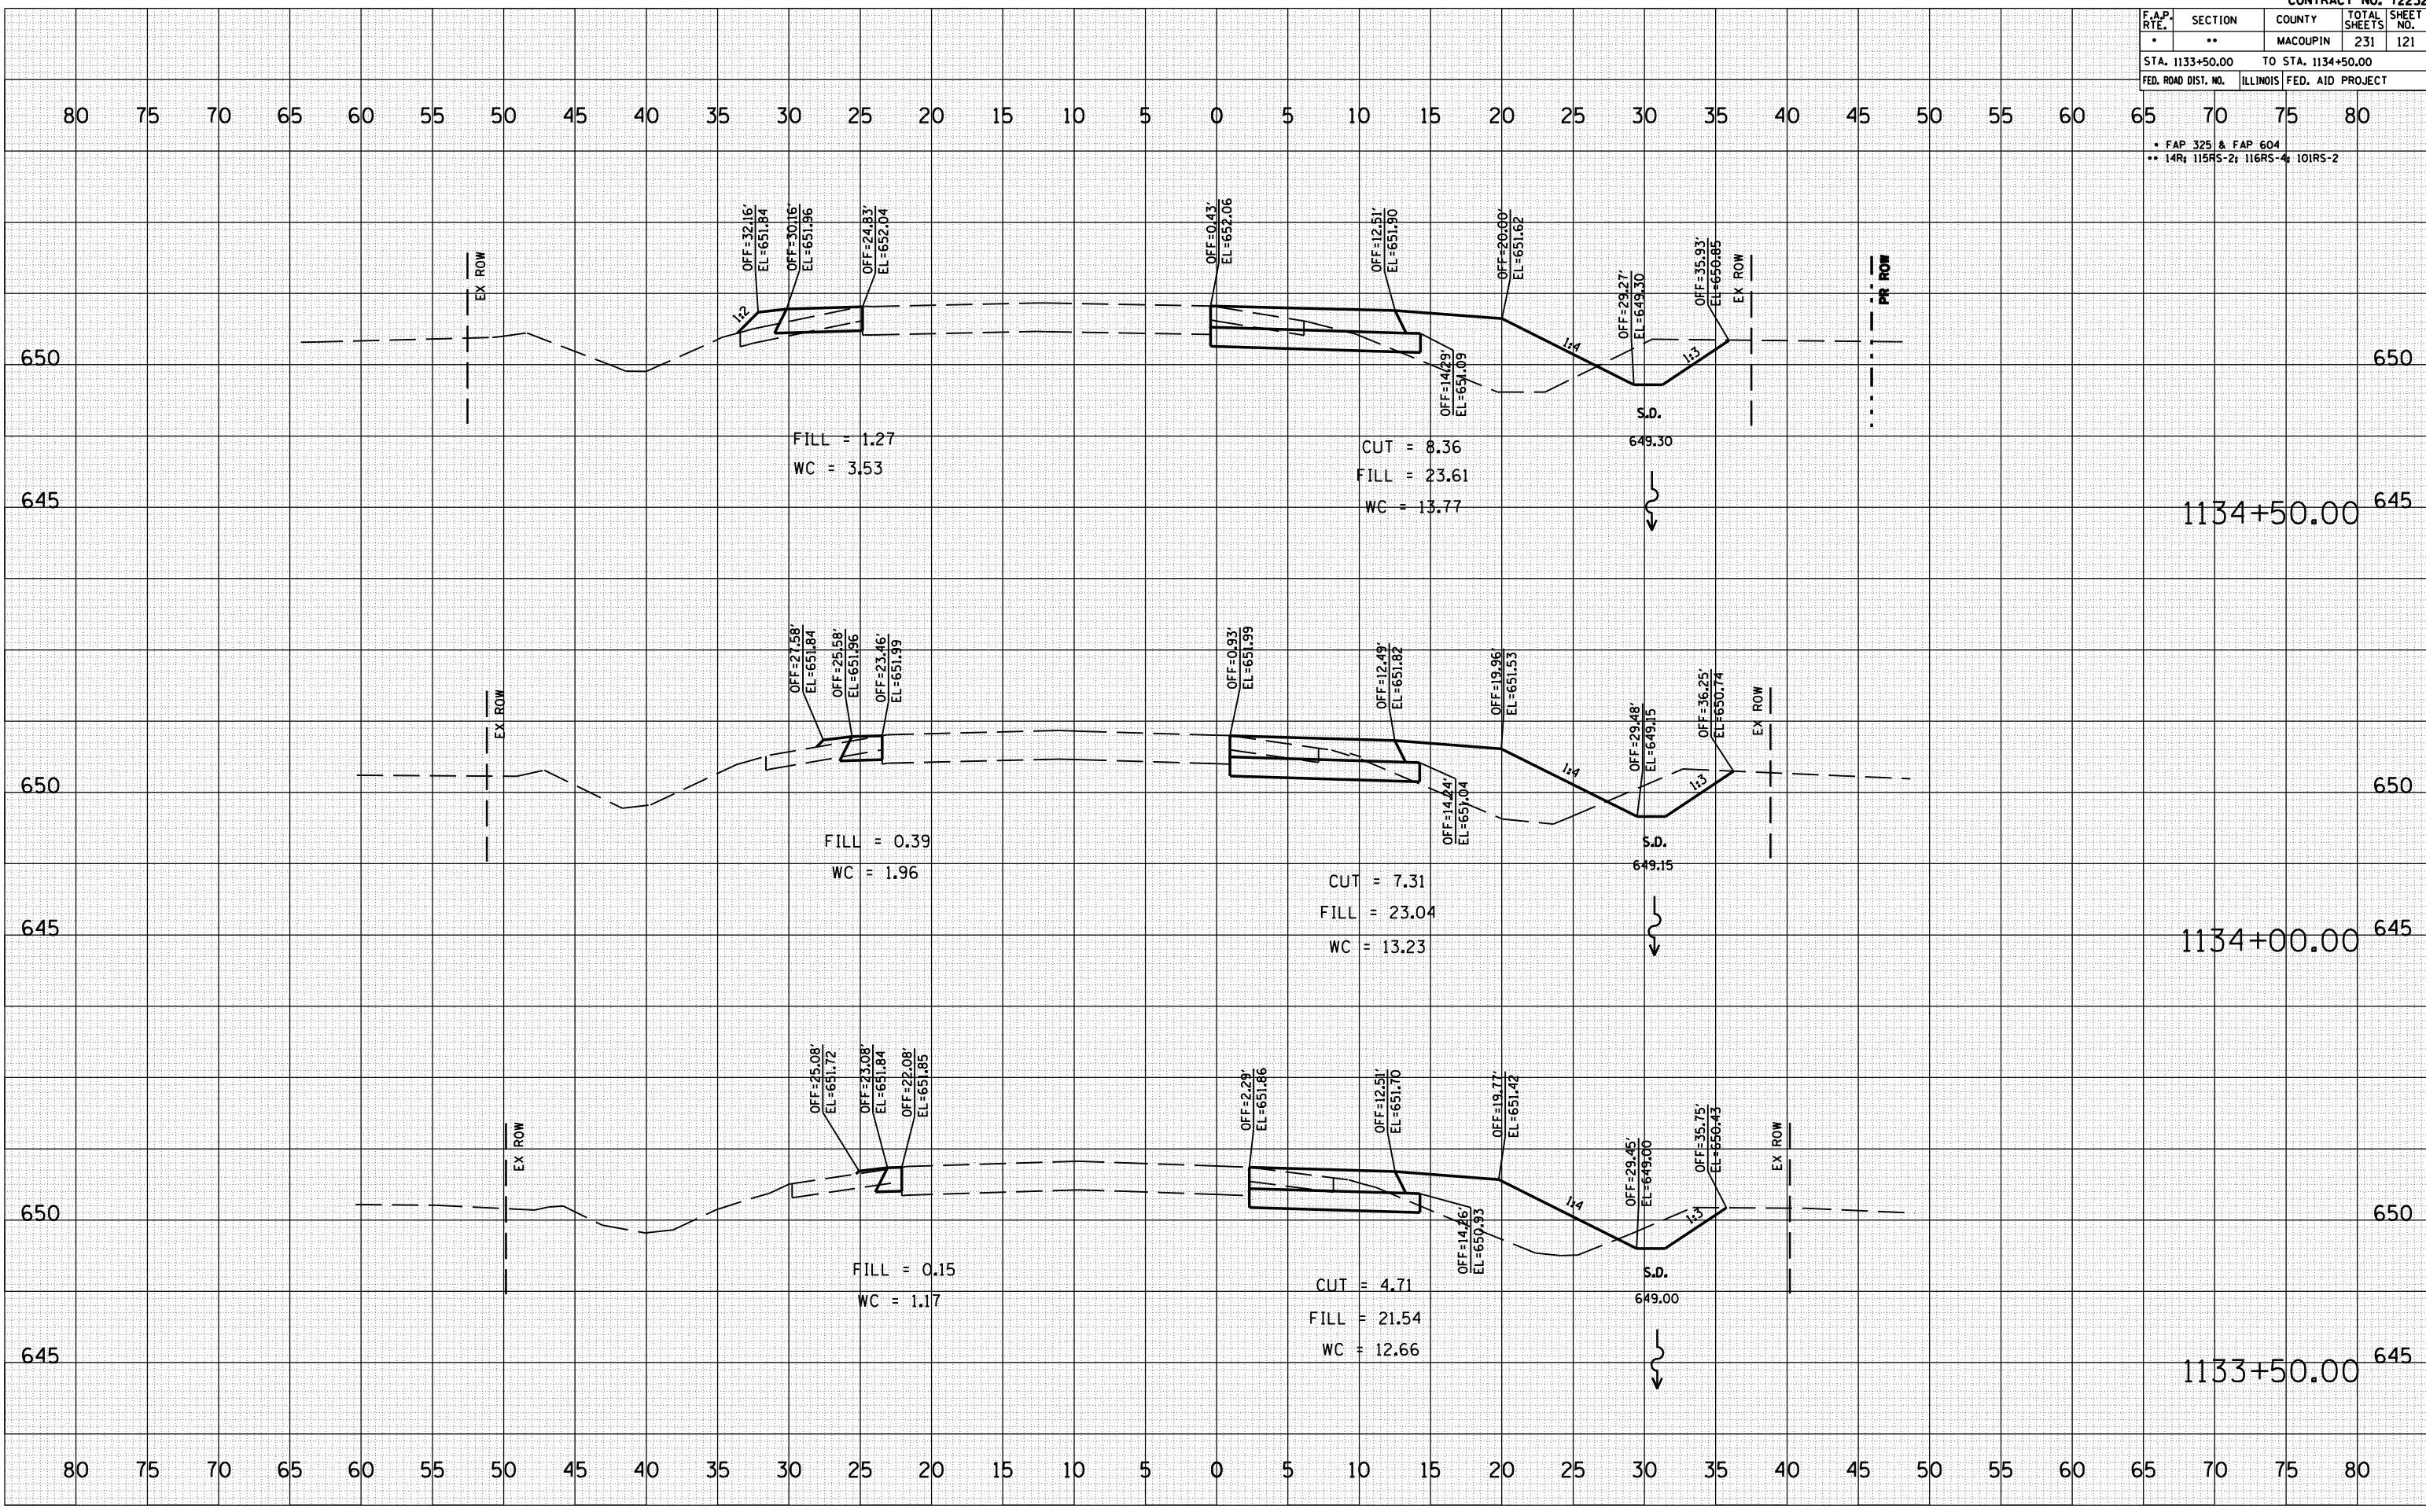 F.A.P. RTE. SECTION COUNTY TOTAL SHEETS SHEET NO.
• •• MACOUPIN 231 121
STA. 1133+50.00 TO STA. 1134+50.00
FED. ROAD DIST. NO. ILLINOIS FED. AID PROJECT
80 75 70 65 60 55 50 45 40 35 30 25 20 15 10 5 0 5 10 15 20 25 30 35 40 45 50 55 60 65 70 75 80
• FAP 325 & FAP 604
•• 14R; 115RS-2; 116RS-4; 101RS-2
EX ROW
OFF=32.16'
EL=651.84
OFF=30.16'
EL=651.96
OFF=24.83'
EL=652.04
OFF=0.43'
EL=652.06
OFF=12.51'
EL=651.90
OFF=20.00'
EL=651.62
OFF=29.27'
EL=649.30
OFF=35.93'
EL=650.85
EX ROW
PR ROW
1:2
1:4
1:3
OFF=14.29'
EL=651.09
650 650
S.D.
649.30
FILL = 1.27
WC = 3.53
CUT = 8.36
FILL = 23.61
WC = 13.77
645 645
1134+50.00
EX ROW
OFF=27.58'
EL=651.84
OFF=25.58'
EL=651.96
OFF=23.46'
EL=651.99
OFF=0.93'
EL=651.99
OFF=12.49'
EL=651.82
OFF=19.96'
EL=651.53
OFF=29.48'
EL=649.15
OFF=36.25'
EL=650.74
EX ROW
1:4
1:3
OFF=14.24'
EL=651.04
650 650
S.D.
649.15
FILL = 0.39
WC = 1.96
CUT = 7.31
FILL = 23.04
WC = 13.23
645 645
1134+00.00
EX ROW
OFF=25.08'
EL=651.72
OFF=23.08'
EL=651.84
OFF=22.08'
EL=651.85
OFF=2.29'
EL=651.86
OFF=12.51'
EL=651.70
OFF=19.77'
EL=651.42
OFF=29.45'
EL=649.00
OFF=35.75'
EL=650.43
EX ROW
1:4
1:3
OFF=14.26'
EL=650.93
650 650
S.D.
649.00
FILL = 0.15
WC = 1.17
CUT = 4.71
FILL = 21.54
WC = 12.66
645 645
1133+50.00
80 75 70 65 60 55 50 45 40 35 30 25 20 15 10 5 0 5 10 15 20 25 30 35 40 45 50 55 60 65 70 75 80